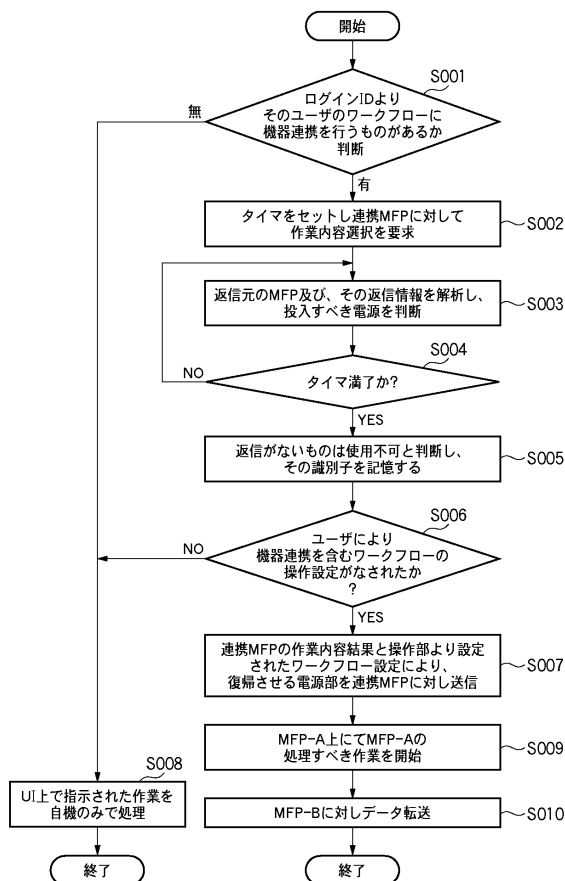 開始
S001
ログインIDより
そのユーザのワークフローに
機器連携を行うものがあるか
判断
無
有
タイマをセットし連携MFPに対して
作業内容選択を要求
S002
返信元のMFP及び、その返信情報を解析し、
投入すべき電源を判断
S003
S004
タイマ満了か?
NO
YES
返信がないものは使用不可と判断し、
その識別子を記憶する
S005
S006
ユーザにより
機器連携を含むワークフローの
操作設定がなされたか
?
NO
YES
連携MFPの作業内容結果と操作部より設定
されたワークフロー設定により、
復帰させる電源部を連携MFPに対し送信
S007
MFP-A上にてMFP-Aの
処理すべき作業を開始
S009
S008
UI上で指示された作業を
自機のみで処理
MFP-Bに対しデータ転送
S010
終了
終了